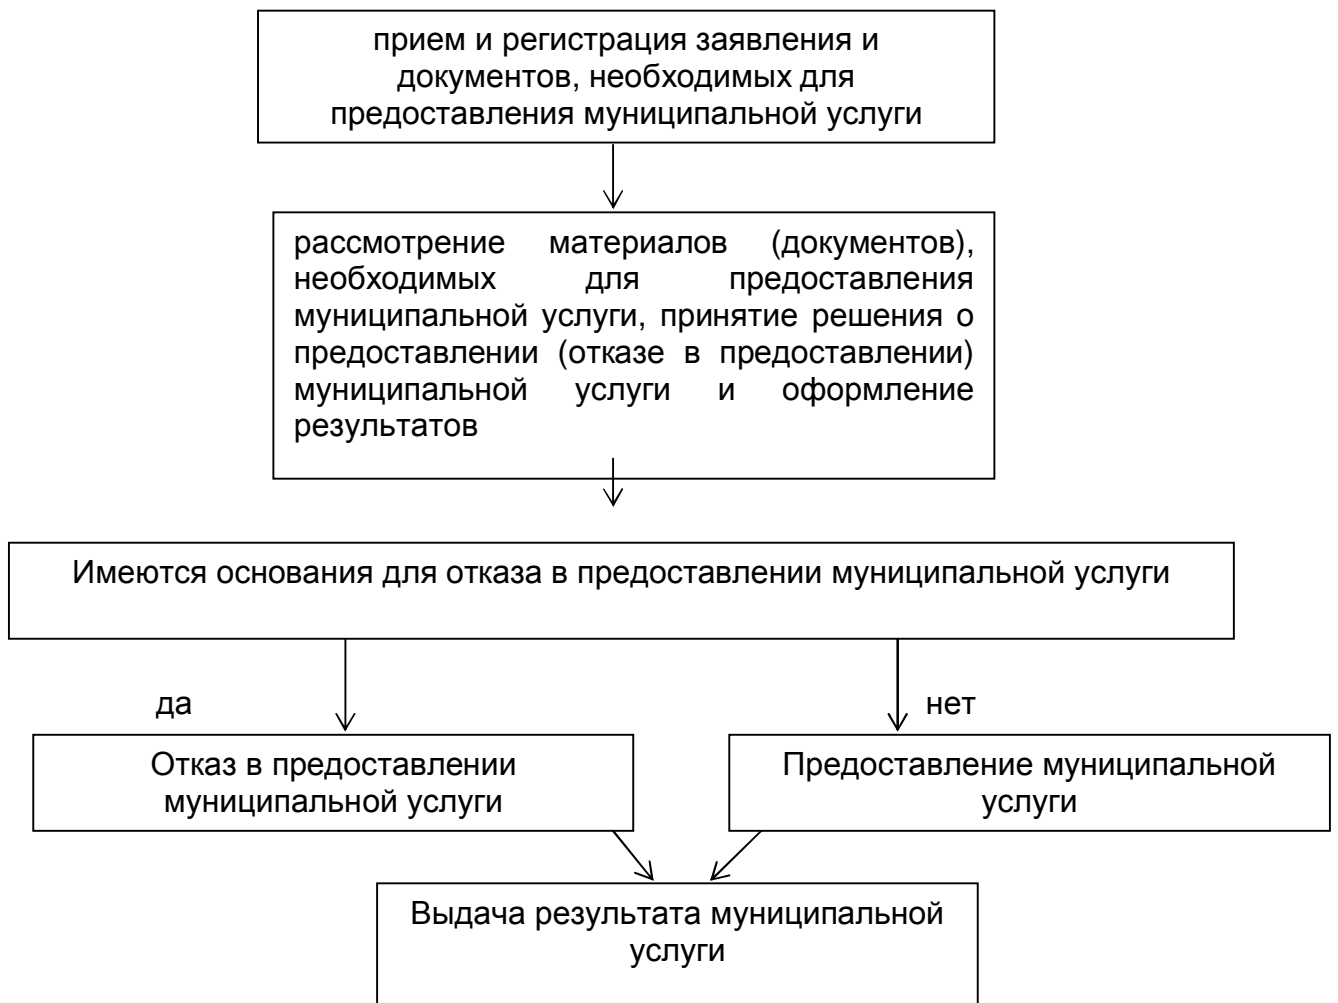 прием и регистрация заявления и
документов, необходимых для
предоставления муниципальной услуги
рассмотрение материалов (документов),
необходимых для предоставления
муниципальной услуги, принятие решения о
предоставлении (отказе в предоставлении)
муниципальной услуги и оформление
результатов
Имеются основания для отказа в предоставлении муниципальной услуги
да
нет
Отказ в предоставлении
муниципальной услуги
Предоставление муниципальной
услуги
Выдача результата муниципальной
услуги